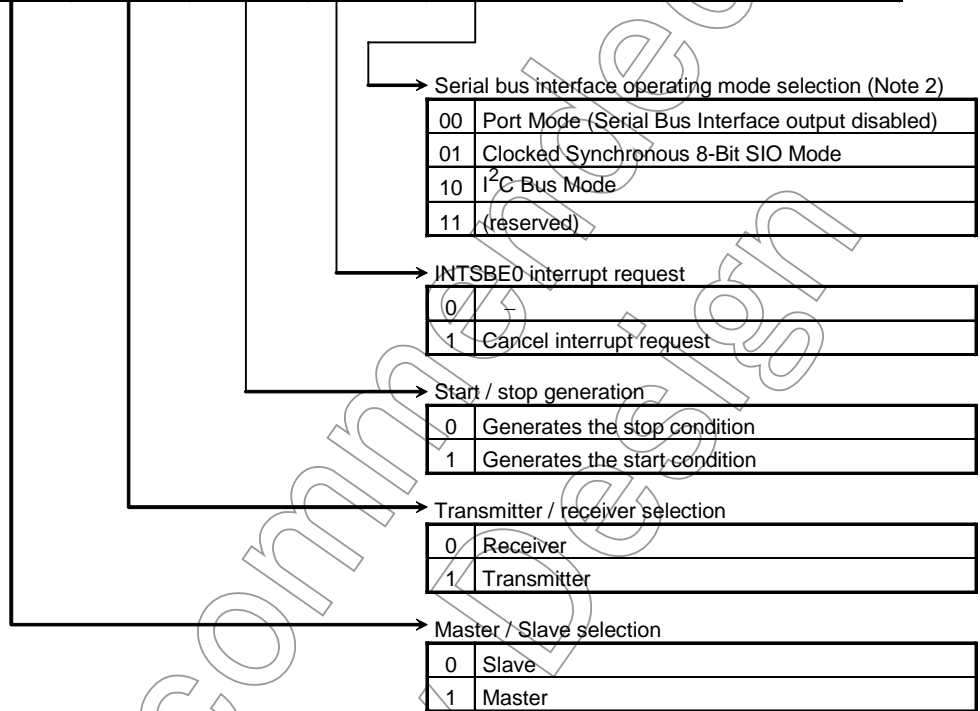 Serial bus interface operating mode selection (Note 2)
00 Port Mode (Serial Bus Interface output disabled)
01 Clocked Synchronous 8-Bit SIO Mode
10 I2C Bus Mode
11 (reserved)
INTSBE0 interrupt request
0 –
1 Cancel interrupt request
Start / stop generation
0 Generates the stop condition
1 Generates the start condition
Transmitter / receiver selection
0 Receiver
1 Transmitter
Master / Slave selection
0 Slave
1 Master
commended
Design